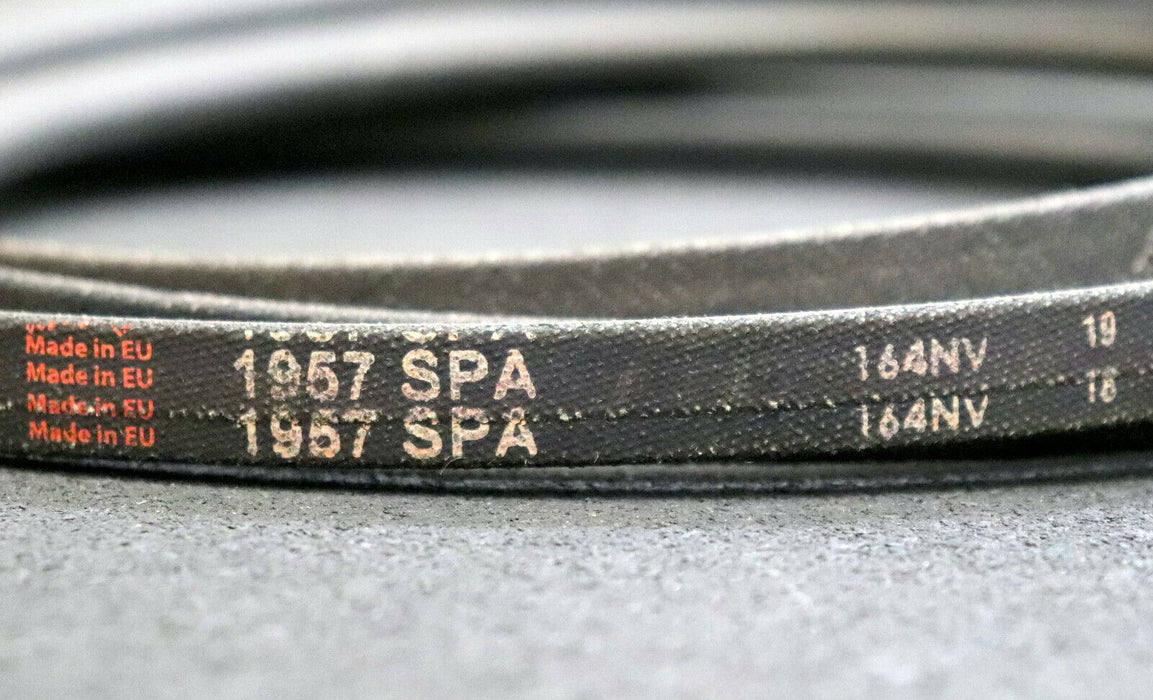 Made in EU
Made in EU 1957 SPA 164NV 19
Made in EU
Made in EU 1957 SPA 164NV 18